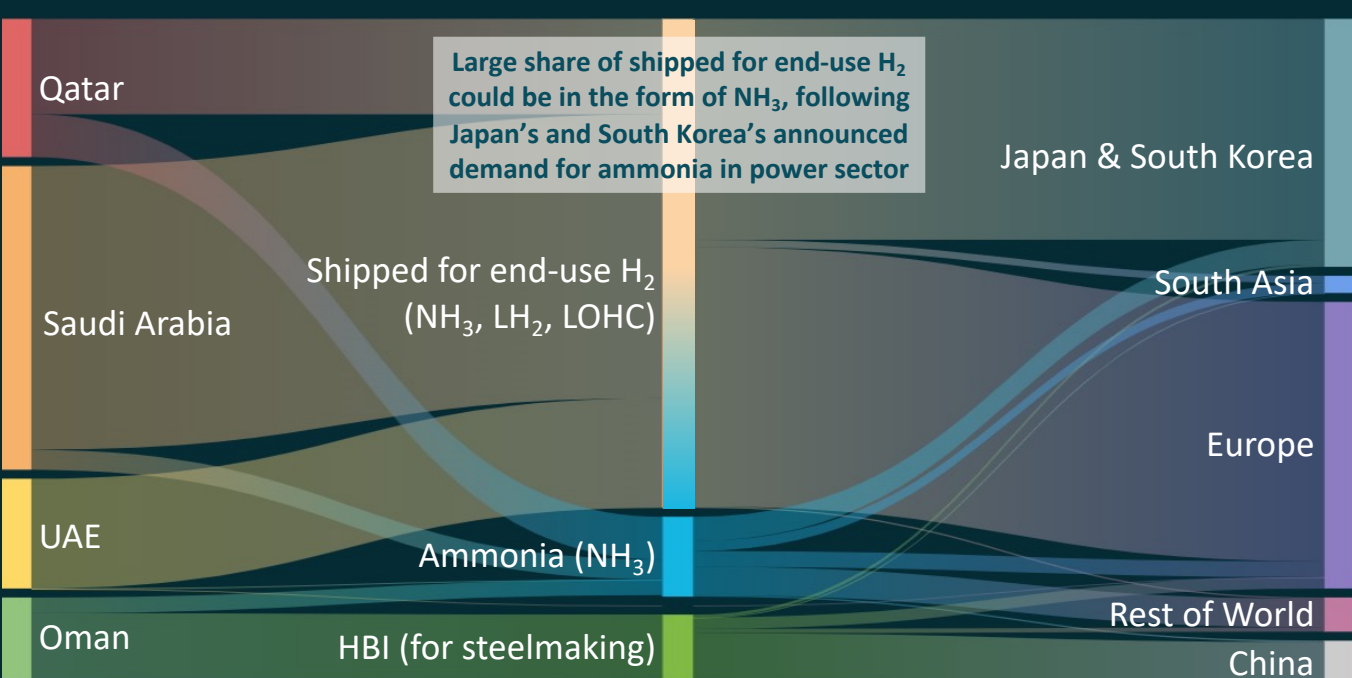 Qatar
Saudi Arabia
UAE
Oman
Large share of shipped for end-use H₂
could be in the form of NH₃, following
Japan’s and South Korea’s announced
demand for ammonia in power sector
Shipped for end-use H₂
(NH₃, LH₂, LOHC)
Ammonia (NH₃)
HBI (for steelmaking)
Japan & South Korea
South Asia
Europe
Rest of World
China